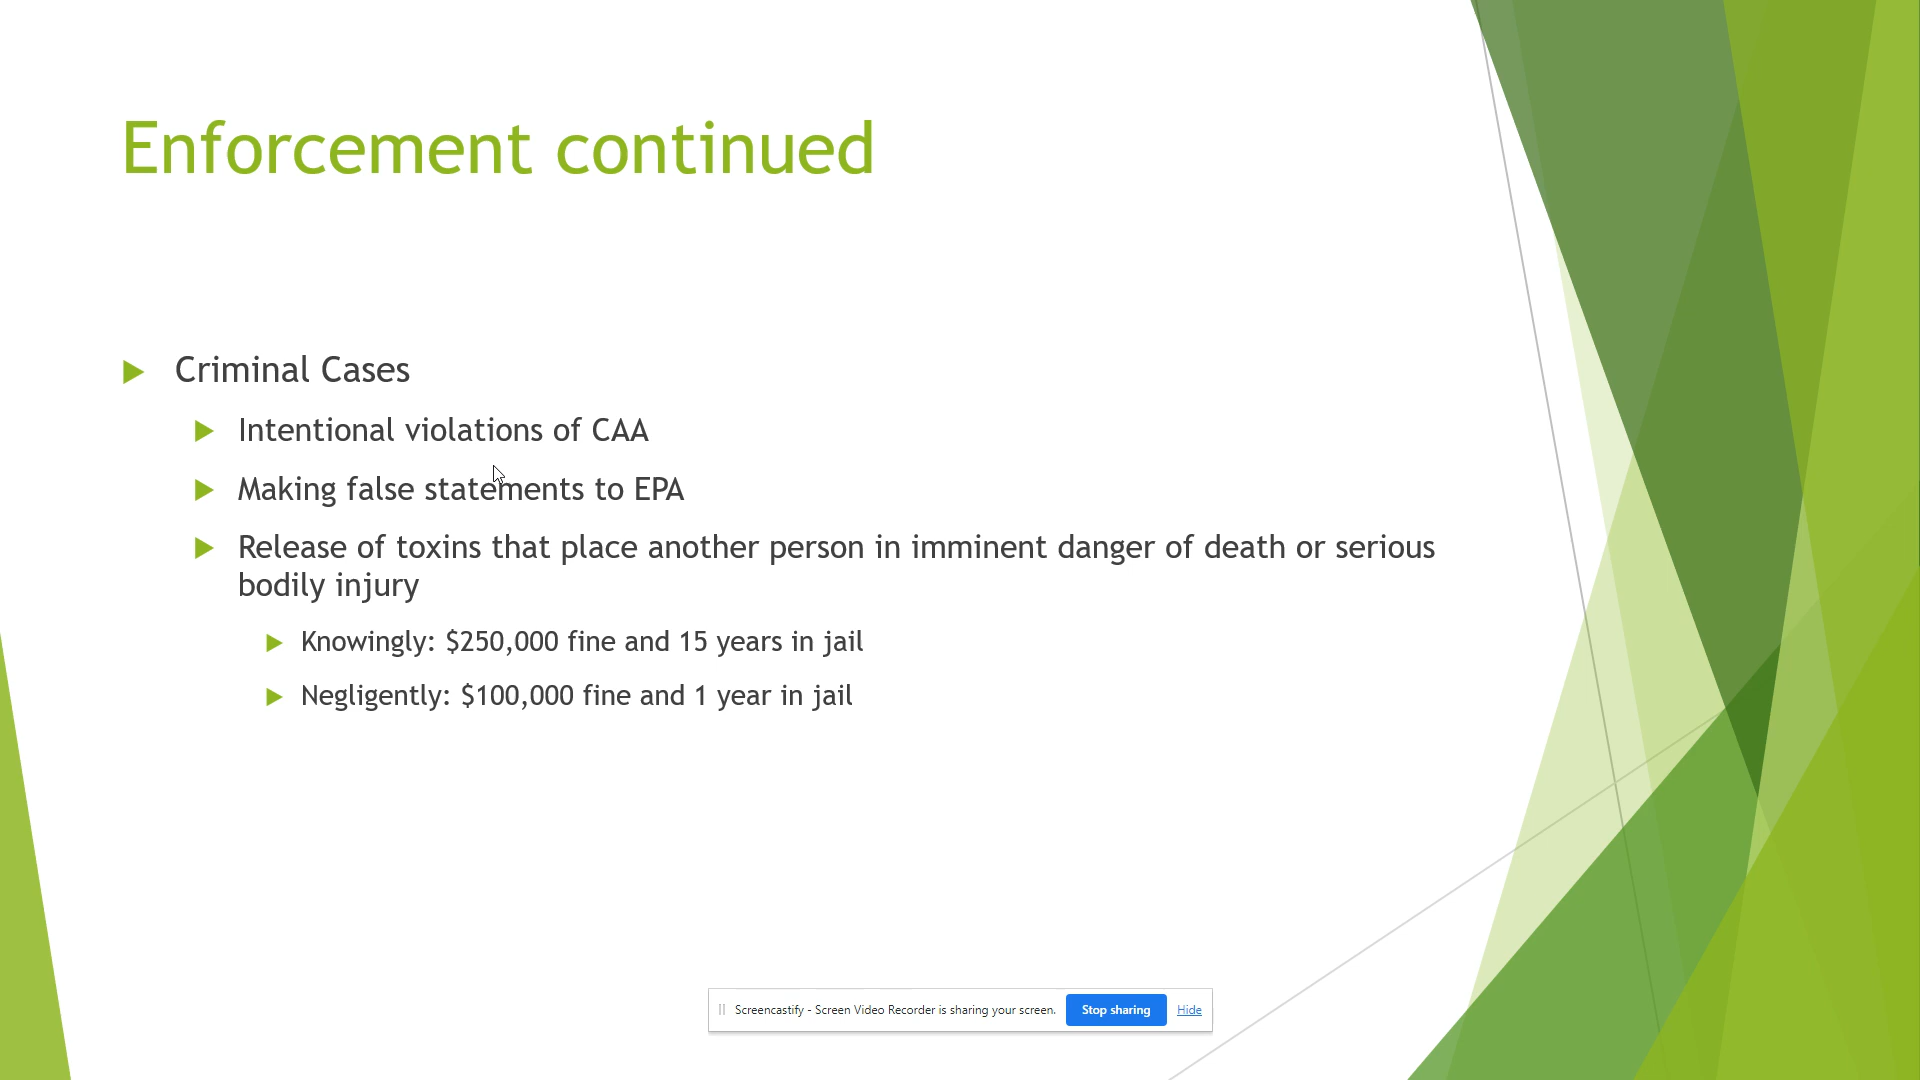 Enforcement continued
Criminal Cases
Intentional violations of CAA
Making false statements to EPA
Release of toxins that place another person in imminent danger of death or serious
bodily injury
Knowingly: $250,000 fine and 15 years in jail
Negligently: $100,000 fine and 1 year in jail
Screencastify - Screen Video Recorder is sharing your screen. Stop sharing Hide